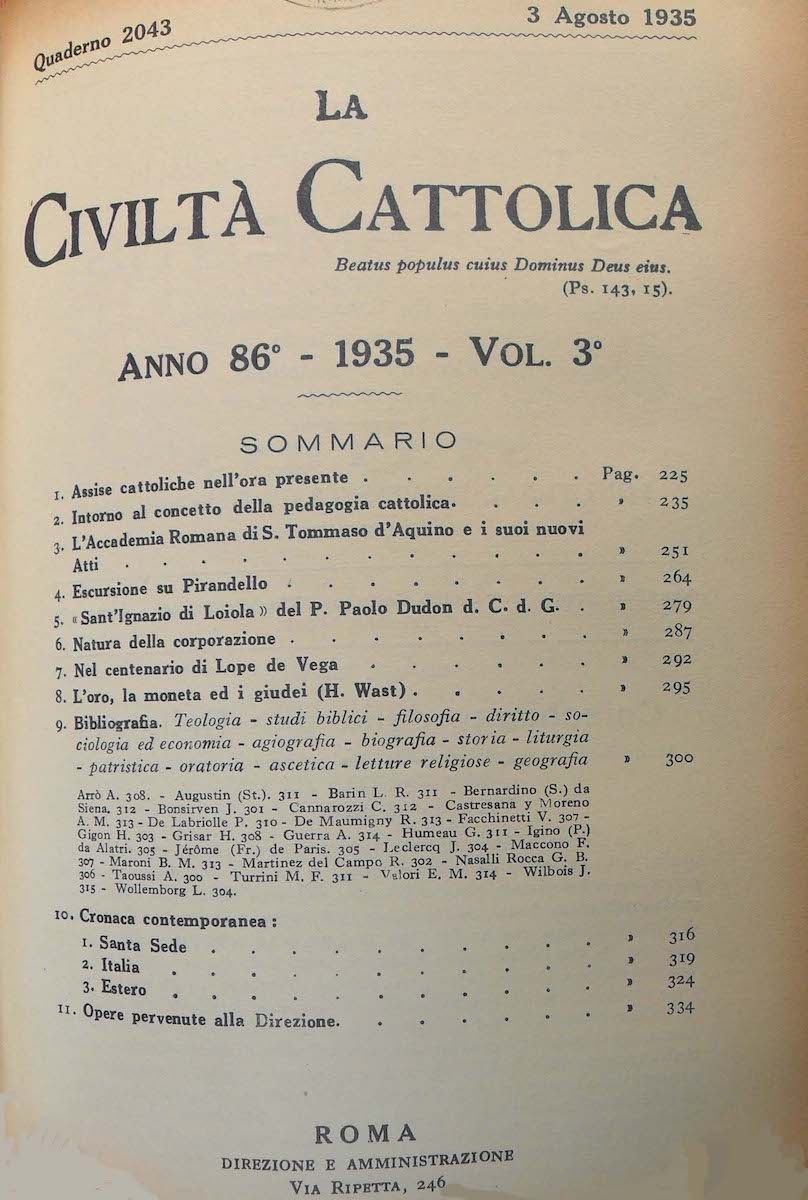 Quaderno 2043
3 Agosto 1935
LA
CIVILTÀ CATTOLICA
Beatus populus cuius Dominus Deus eius.
(Ps. 143, 15).
ANNO 86° - 1935 - VOL. 3°
SOMMARIO
1. Assise cattoliche nell'ora presente . . . . . . Pag. 225
2. Intorno al concetto della pedagogia cattolica. . . . . » 235
3. L'Accademia Romana di S. Tommaso d'Aquino e i suoi nuovi
Atti . . . . . . . . . . . » 251
4. Escursione su Pirandello . . . . . . . . » 264
5. «Sant'Ignazio di Loiola» del P. Paolo Dudon d. C. d. G. . » 279
6. Natura della corporazione . . . . . . . . » 287
7. Nel centenario di Lope de Vega . . . . . . » 292
8. L'oro, la moneta ed i giudei (H. Wast) . . . . . » 295
9. Bibliografia. Teologia - studi biblici - filosofia - diritto - so-
ciologia ed economia - agiografia - biografia - storia - liturgia
- patristica - oratoria - ascetica - letture religiose - geografia » 300
Arrò A. 308. - Augustin (St.). 311 - Barin L. R. 311 - Bernardino (S.) da
Siena. 312 - Bonsirven J. 301 - Cannarozzi C. 312 - Castresana y Moreno
A. M. 313 - De Labriolle P. 310 - De Maumigny R. 313 - Facchinetti V. 307 -
Gigon H. 303 - Grisar H. 308 - Guerra A. 314 - Humeau G. 311 - Igino (P.)
da Alatri. 305 - Jérôme (Fr.) de Paris. 305 - Leclercq J. 304 - Maccono F.
307 - Maroni B. M. 313 - Martinez del Campo R. 302 - Nasalli Rocca G. B.
306 - Taoussi A. 300 - Turrini M. F. 311 - Valori E. M. 314 - Wilbois J.
315 - Wollemborg L. 304.
10. Cronaca contemporanea :
1. Santa Sede . . . . . . . . . » 316
2. Italia . . . . . . . . . . » 319
3. Estero . . . . . . . . . . » 324
11. Opere pervenute alla Direzione. . . . . . . » 334
ROMA
DIREZIONE E AMMINISTRAZIONE
VIA RIPETTA, 246